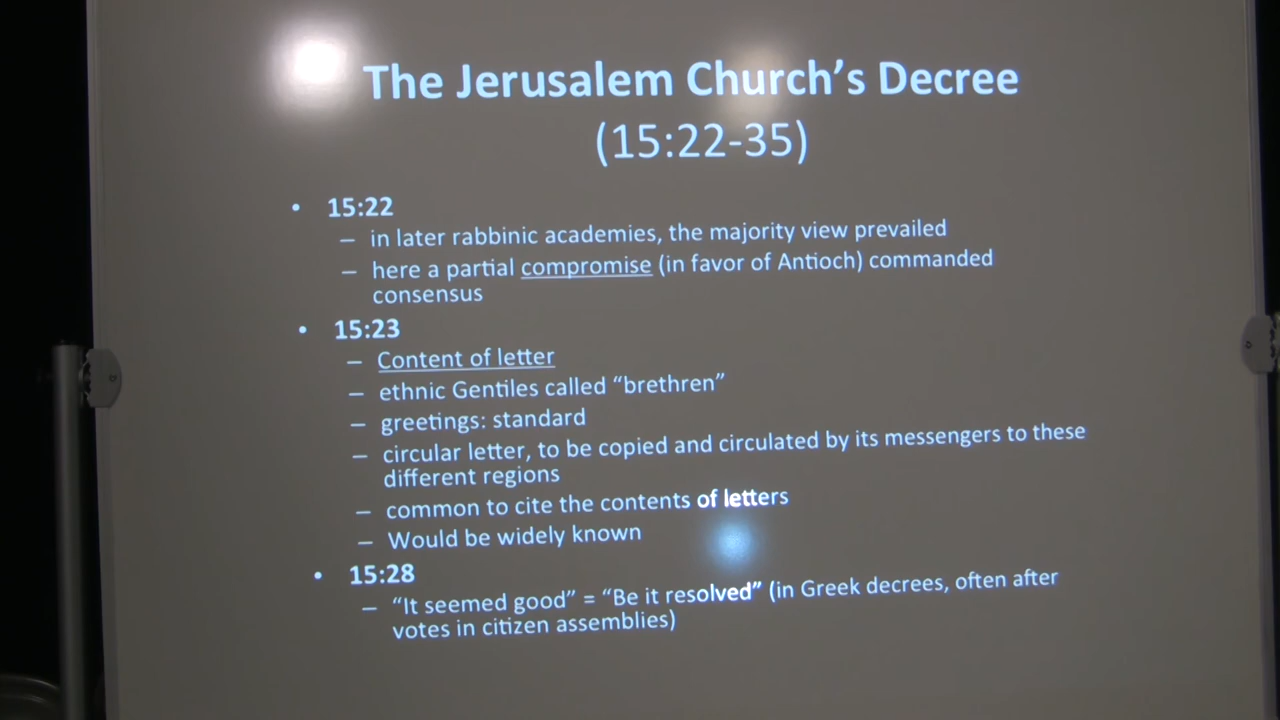 The Jerusalem Church’s Decree
(15:22-35)
• 15:22
– in later rabbinic academies, the majority view prevailed
– here a partial compromise (in favor of Antioch) commanded
consensus
• 15:23
– Content of letter
– ethnic Gentiles called “brethren”
– greetings: standard
– circular letter, to be copied and circulated by its messengers to these
different regions
– common to cite the contents of letters
– Would be widely known
• 15:28
– “It seemed good” = “Be it resolved” (in Greek decrees, often after
votes in citizen assemblies)